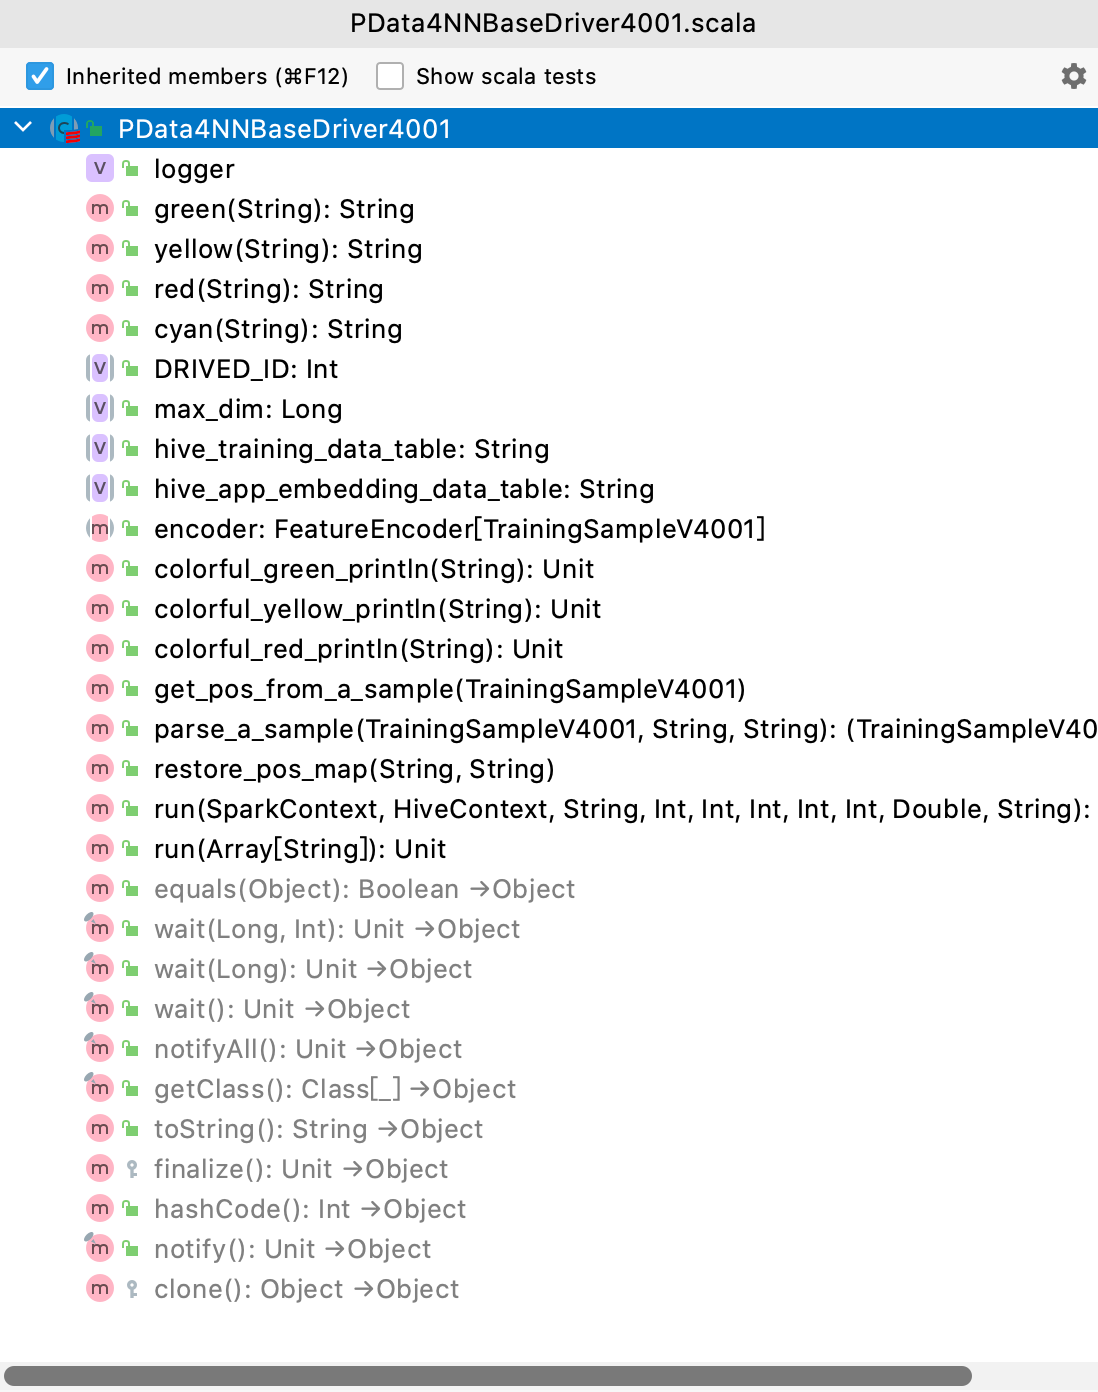 PData4NNBaseDriver4001.scala
Inherited members (⌘F12) Show scala tests
C PData4NNBaseDriver4001
V logger
m green(String): String
m yellow(String): String
m red(String): String
m cyan(String): String
V DRIVED_ID: Int
V max_dim: Long
V hive_training_data_table: String
V hive_app_embedding_data_table: String
m encoder: FeatureEncoder[TrainingSampleV4001]
m colorful_green_println(String): Unit
m colorful_yellow_println(String): Unit
m colorful_red_println(String): Unit
m get_pos_from_a_sample(TrainingSampleV4001)
m parse_a_sample(TrainingSampleV4001, String, String): (TrainingSampleV40
m restore_pos_map(String, String)
m run(SparkContext, HiveContext, String, Int, Int, Int, Int, Int, Double, String):
m run(Array[String]): Unit
m equals(Object): Boolean →Object
m wait(Long, Int): Unit →Object
m wait(Long): Unit →Object
m wait(): Unit →Object
m notifyAll(): Unit →Object
m getClass(): Class[_] →Object
m toString(): String →Object
m finalize(): Unit →Object
m hashCode(): Int →Object
m notify(): Unit →Object
m clone(): Object →Object